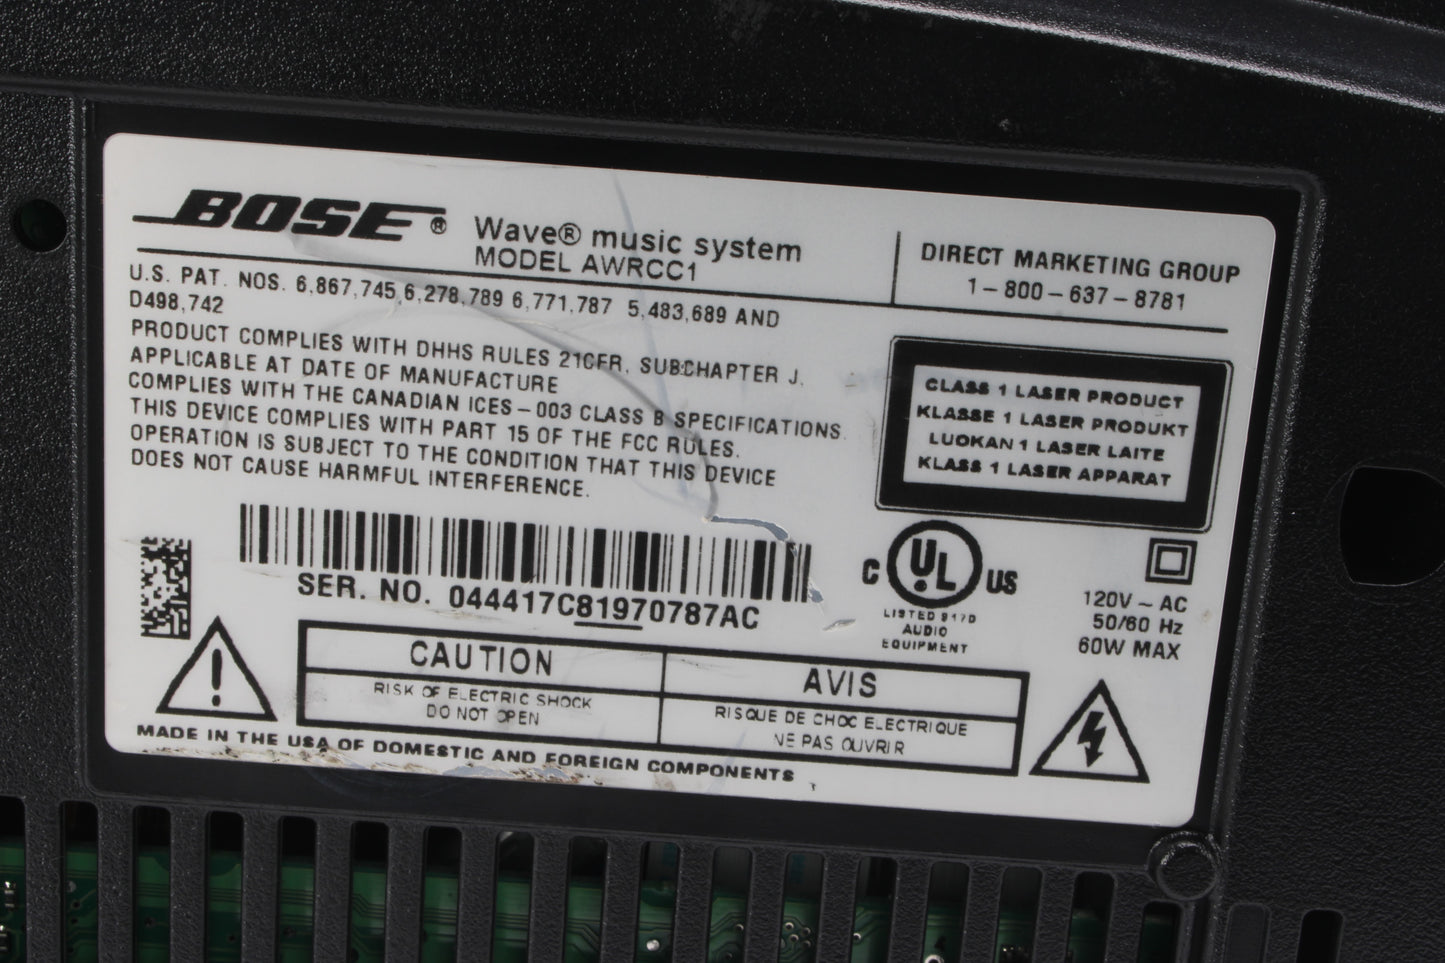 BOSE® Wave® music system
MODEL AWRCC1
DIRECT MARKETING GROUP
1-800-637-8781
U.S. PAT. NOS. 6,867,745,6,278,789 6,771,787 5,483,689 AND
D498,742
PRODUCT COMPLIES WITH DHHS RULES 21CFR, SUBCHAPTER J.
APPLICABLE AT DATE OF MANUFACTURE
COMPLIES WITH THE CANADIAN ICES-003 CLASS B SPECIFICATIONS.
THIS DEVICE COMPLIES WITH PART 15 OF THE FCC RULES.
OPERATION IS SUBJECT TO THE CONDITION THAT THIS DEVICE
DOES NOT CAUSE HARMFUL INTERFERENCE.
CLASS 1 LASER PRODUCT
KLASSE 1 LASER PRODUKT
LUOKAN 1 LASER LAITE
KLASS 1 LASER APPARAT
SER. NO. 044417C81970787AC
C UL US
LISTED 917D
AUDIO
EQUIPMENT
120V ~ AC
50/60 Hz
60W MAX
CAUTION
RISK OF ELECTRIC SHOCK
DO NOT OPEN
AVIS
RISQUE DE CHOC ELECTRIQUE
NE PAS OUVRIR
MADE IN THE USA OF DOMESTIC AND FOREIGN COMPONENTS